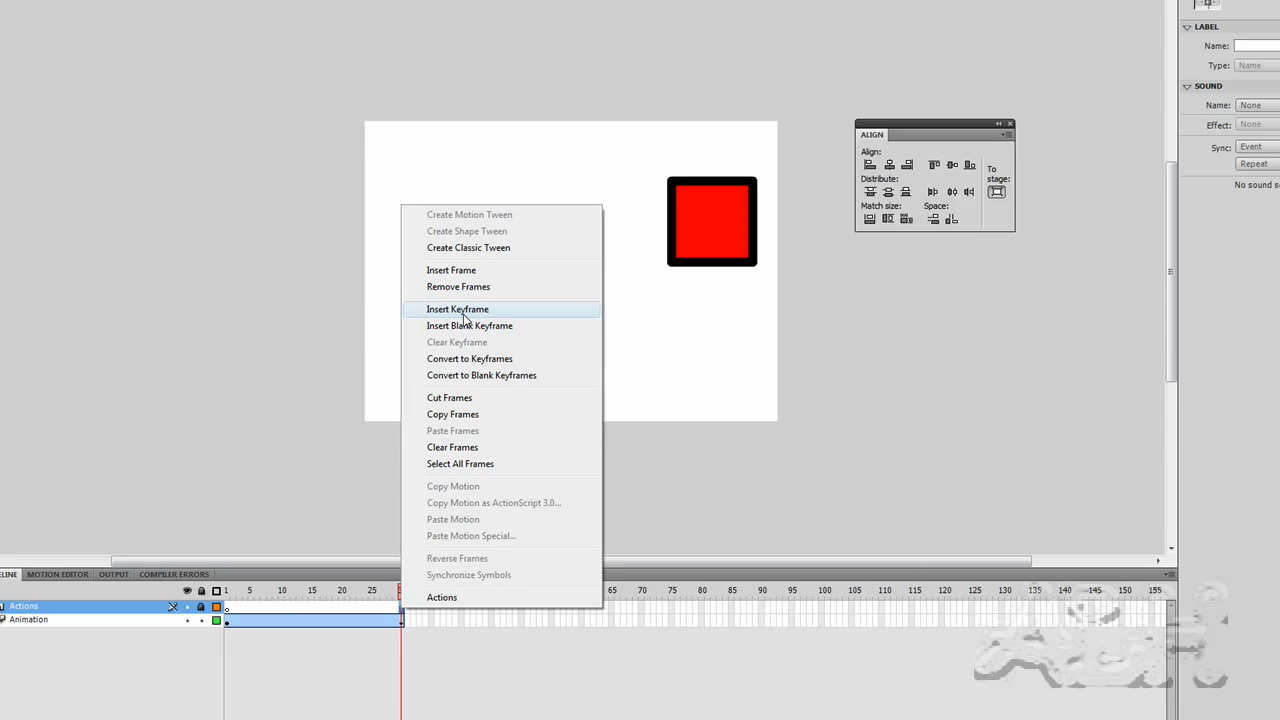 LABEL
Name:
Type: Name
SOUND
Name: None
Effect: None
Sync: Event
Repeat
No sound s
ALIGN
Align:
To
stage:
Distribute:
Match size: Space:
Create Motion Tween
Create Shape Tween
Create Classic Tween
Insert Frame
Remove Frames
Insert Keyframe
Insert Blank Keyframe
Clear Keyframe
Convert to Keyframes
Convert to Blank Keyframes
Cut Frames
Copy Frames
Paste Frames
Clear Frames
Select All Frames
Copy Motion
Copy Motion as ActionScript 3.0...
Paste Motion
Paste Motion Special...
Reverse Frames
Synchronize Symbols
Actions
ELINE MOTION EDITOR OUTPUT COMPILER ERRORS
1 5 10 15 20 25 65 70 75 80 85 90 95 100 105 110 115 120 125 130 135 140 145 150 155
Actions
Animation